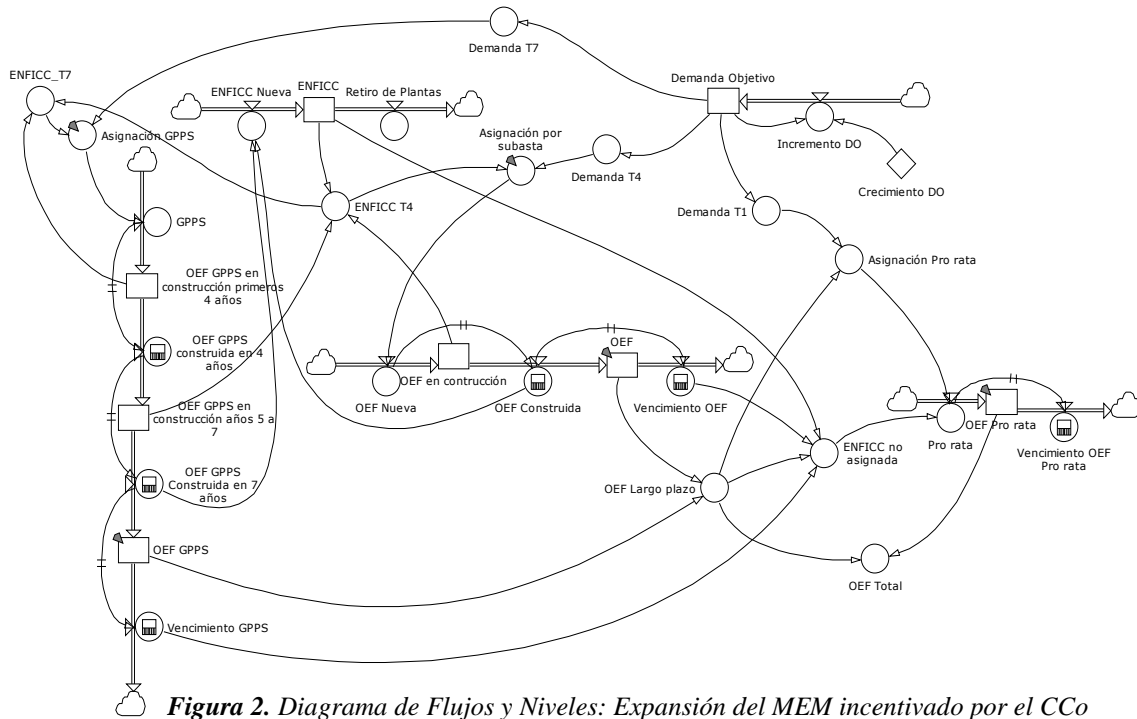 Demanda T7
ENFICC_T7
ENFICC Nueva
ENFICC
Retiro de Plantas
Demanda Objetivo
Asignación GPPS
Asignación por
subasta
Incremento DO
Demanda T4
Crecimiento DO
GPPS
ENFICC T4
Demanda T1
Asignación Pro rata
OEF GPPS en
construcción primeros
4 años
OEF GPPS
construida en 4
años
OEF
OEF en contrucción
OEF Nueva
OEF Construida
Vencimiento OEF
OEF GPPS en
construcción años 5 a
7
OEF Pro rata
Pro rata
Vencimiento OEF
Pro rata
ENFICC no
asignada
OEF GPPS
Construida en 7
años
OEF Largo plazo
OEF GPPS
OEF Total
Vencimiento GPPS
Figura 2. Diagrama de Flujos y Niveles: Expansión del MEM incentivado por el CCo